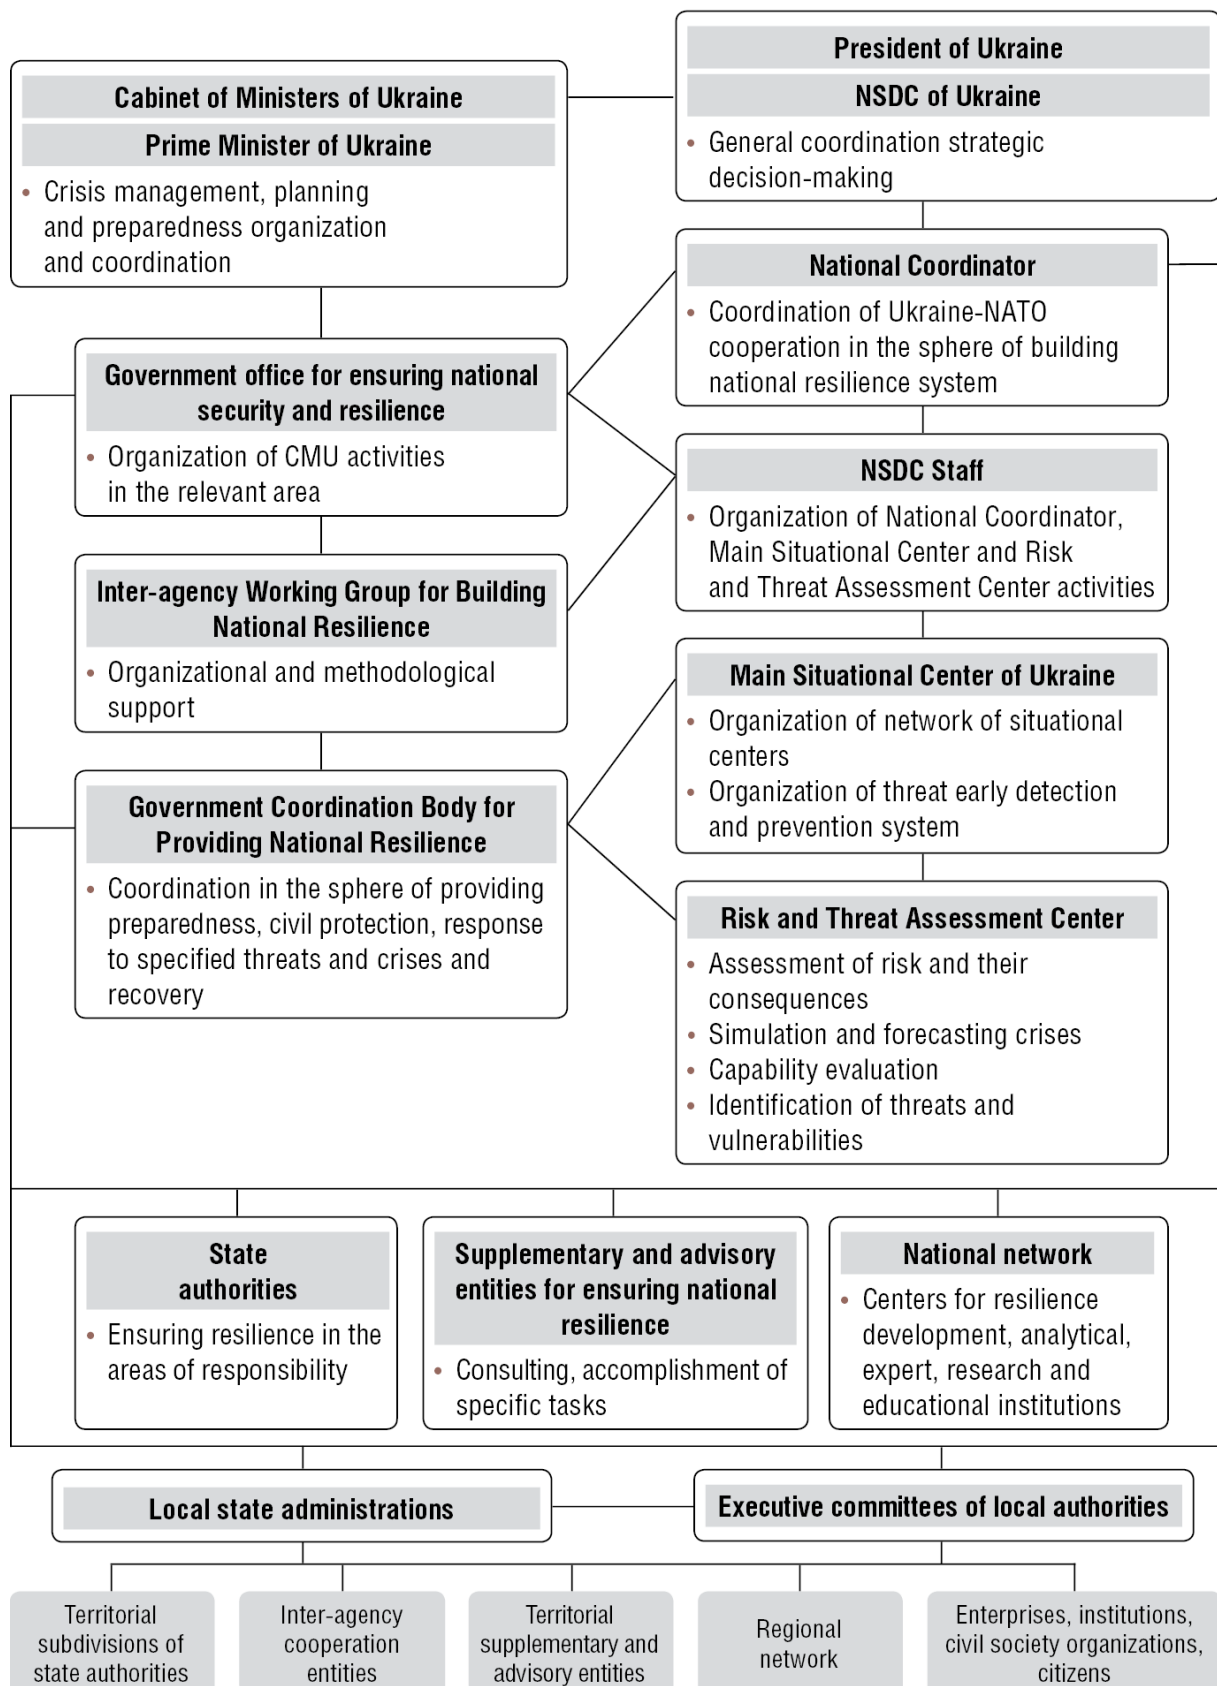 President of Ukraine
NSDC of Ukraine
• General coordination strategic
decision-making
Cabinet of Ministers of Ukraine
Prime Minister of Ukraine
• Crisis management, planning
and preparedness organization
and coordination
National Coordinator
• Coordination of Ukraine-NATO
cooperation in the sphere of building
national resilience system
Government office for ensuring national
security and resilience
• Organization of CMU activities
in the relevant area
NSDC Staff
• Organization of National Coordinator,
Main Situational Center and Risk
and Threat Assessment Center activities
Inter-agency Working Group for Building
National Resilience
• Organizational and methodological
support
Main Situational Center of Ukraine
• Organization of network of situational
centers
• Organization of threat early detection
and prevention system
Government Coordination Body for
Providing National Resilience
• Coordination in the sphere of providing
preparedness, civil protection, response
to specified threats and crises and
recovery
Risk and Threat Assessment Center
• Assessment of risk and their
consequences
• Simulation and forecasting crises
• Capability evaluation
• Identification of threats and
vulnerabilities
State
authorities
• Ensuring resilience in the
areas of responsibility
Supplementary and advisory
entities for ensuring national
resilience
• Consulting, accomplishment of
specific tasks
National network
• Centers for resilience
development, analytical,
expert, research and
educational institutions
Local state administrations
Executive committees of local authorities
Territorial
subdivisions of
state authorities
Inter-agency
cooperation
entities
Territorial
supplementary and
advisory entities
Regional
network
Enterprises, institutions,
civil society organizations,
citizens